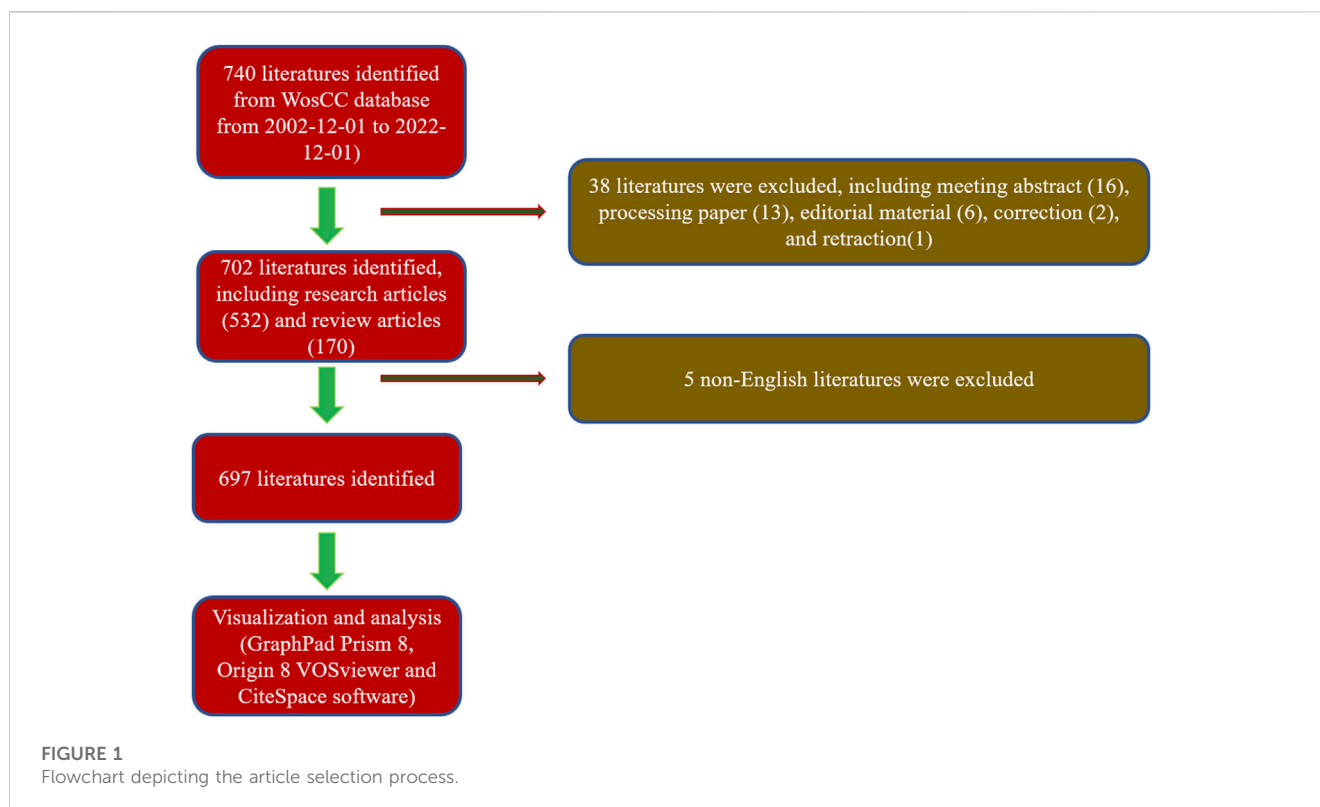 740 literatures identified
from WosCC database
from 2002-12-01 to 2022-
12-01)
38 literatures were excluded, including meeting abstract (16),
processing paper (13), editorial material (6), correction (2),
and retraction(1)
702 literatures identified,
including research articles
(532) and review articles
(170)
5 non-English literatures were excluded
697 literatures identified
Visualization and analysis
(GraphPad Prism 8,
Origin 8 VOSviewer and
CiteSpace software)
FIGURE 1
Flowchart depicting the article selection process.